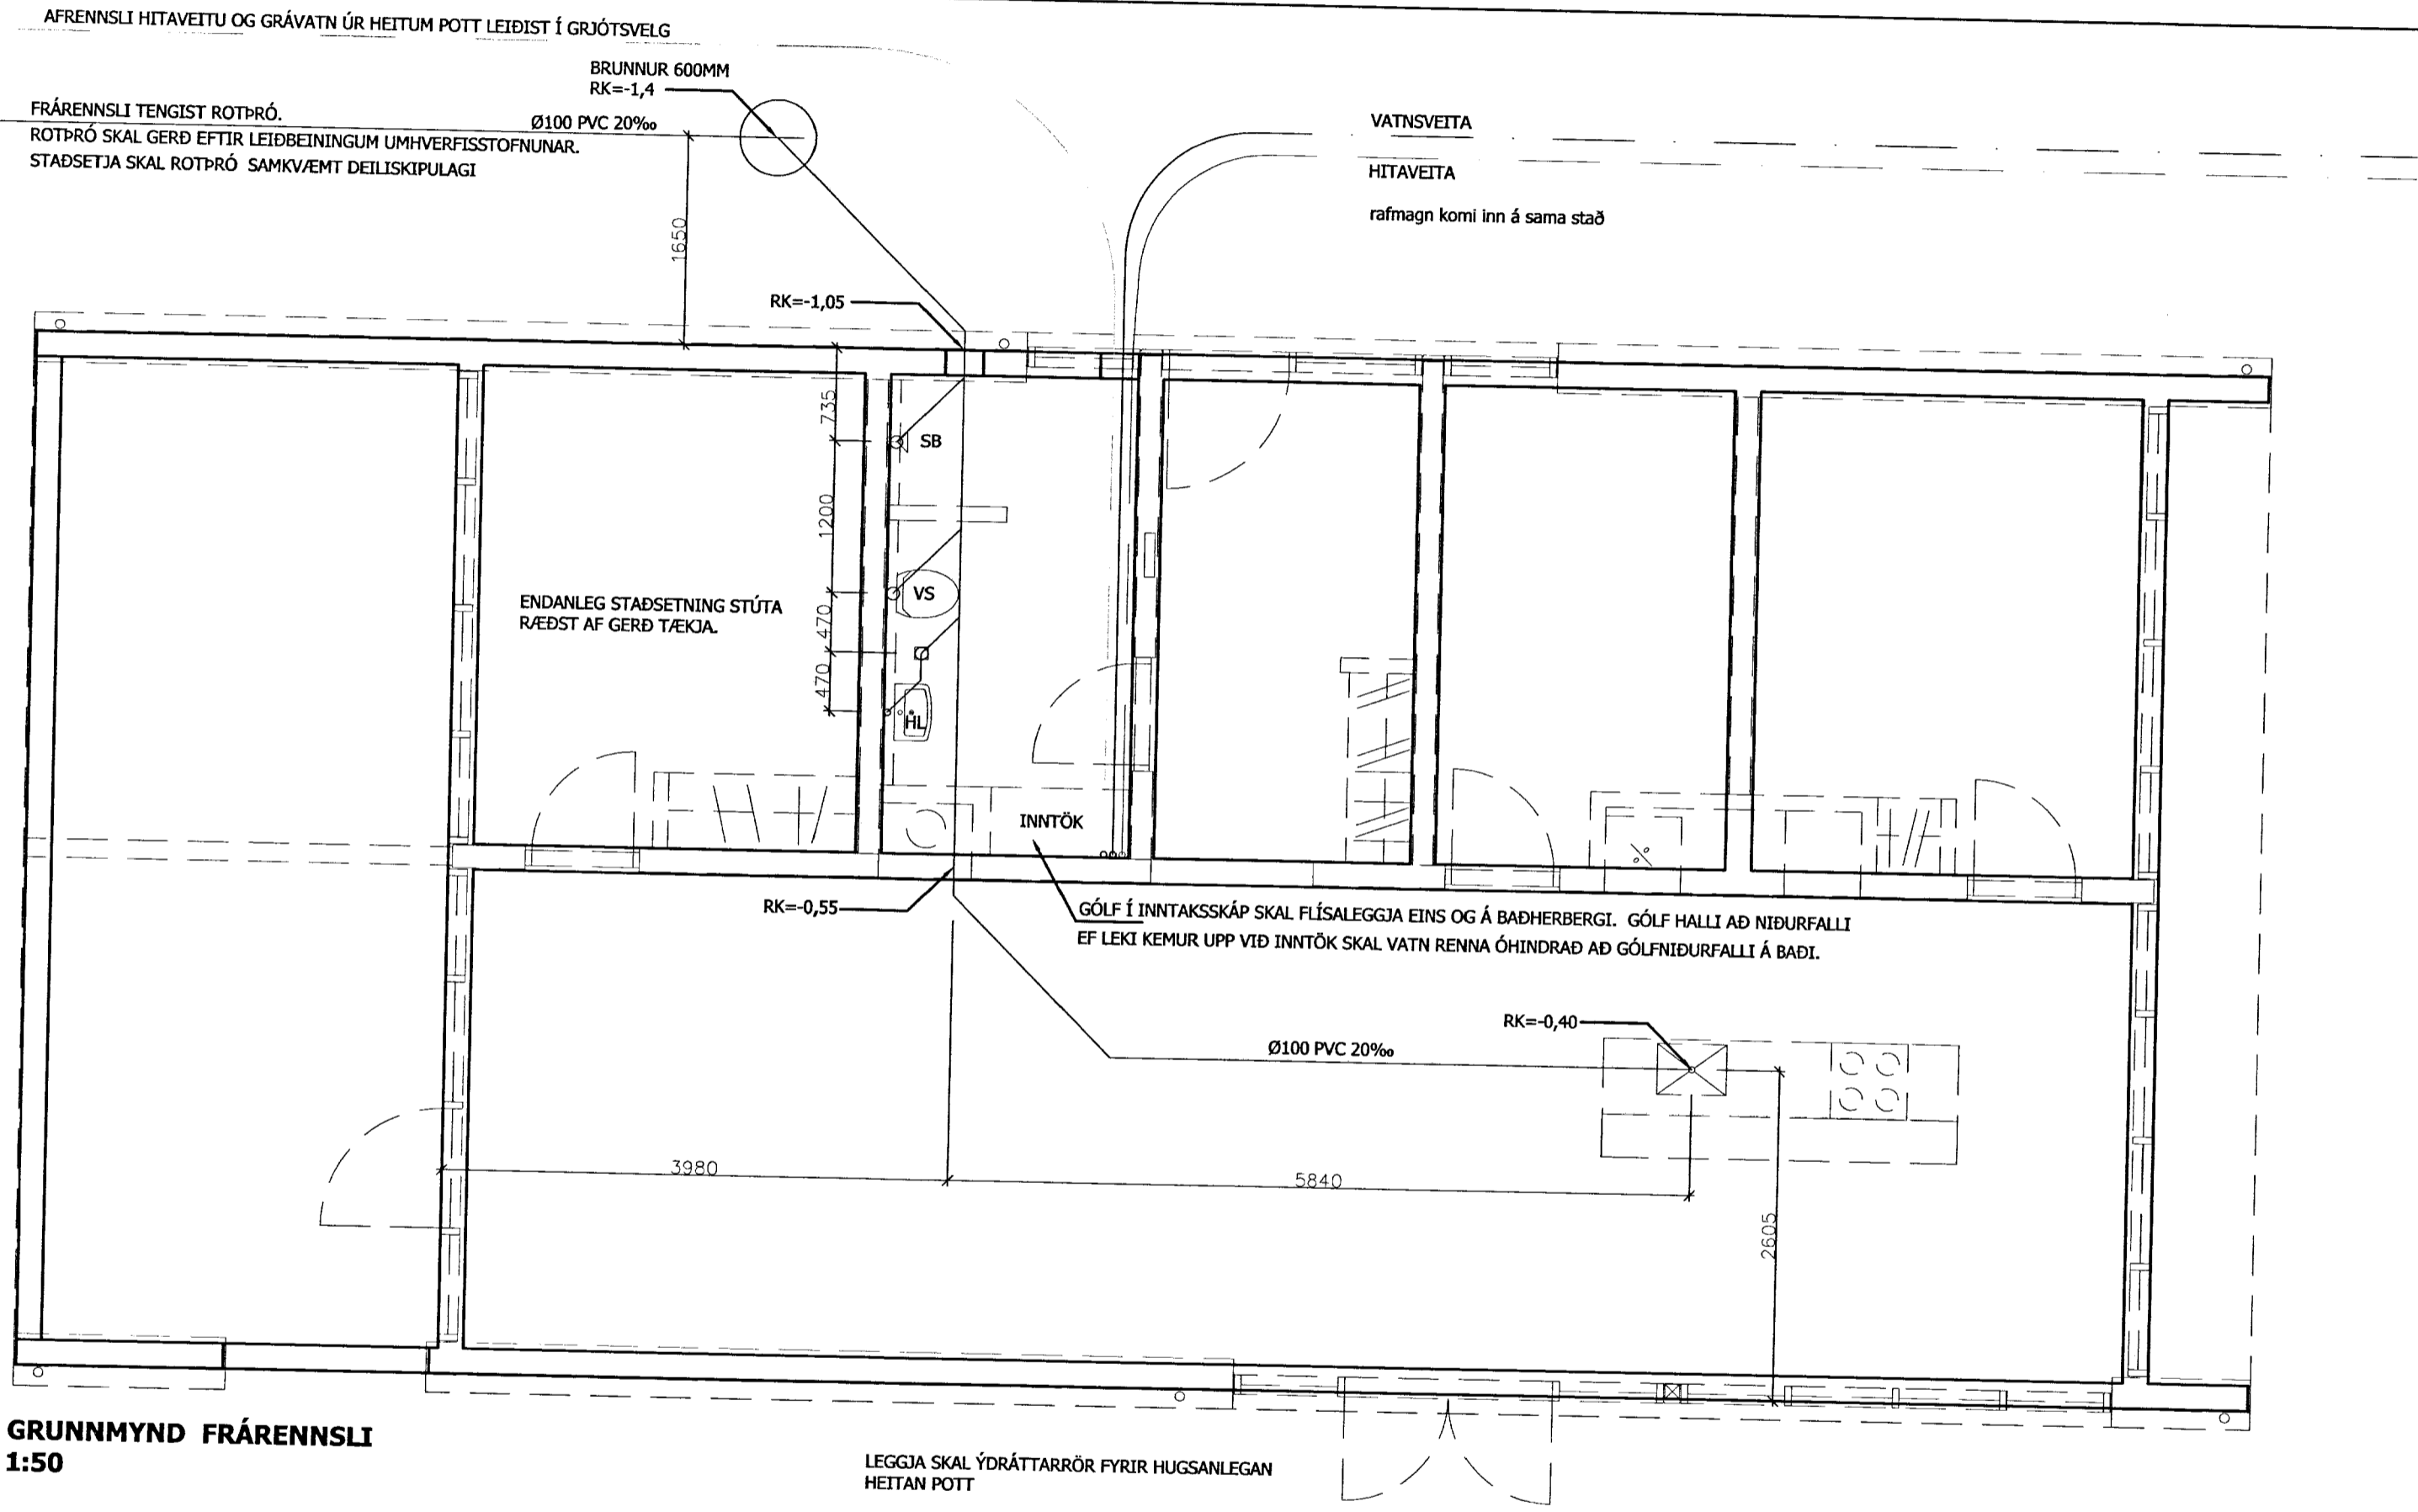 AFRENNSLI HITAVEITU OG GRÁVATN ÚR HEITUM POTT LEIÐIST Í GRJÓTSVELG
BRUNNUR 600MM
RK=-1,4
FRÁRENNSLI TENGIST ROTÞRÓ.
ROTÞRÓ SKAL GERÐ EFTIR LEIÐBEININGUM UMHVERFISSTOFNUNAR.
STAÐSETJA SKAL ROTÞRÓ SAMKVÆMT DEILISKIPULAGI
Ø100 PVC 20‰
VATNSVEITA
HITAVEITA
rafmagn komi inn á sama stað
1650
RK=-1,05
735
SB
1200
VS
470
470
HL
ENDANLEG STAÐSETNING STÚTA
RÆÐST AF GERÐ TÆKJA.
INNTÖK
RK=-0,55
GÓLF Í INNTAKSSKÁP SKAL FLÍSALEGGJA EINS OG Á BAÐHERBERGI. GÓLF HALLI AÐ NIÐURFALLI
EF LEKI KEMUR UPP VIÐ INNTÖK SKAL VATN RENNA ÓHINDRAÐ AÐ GÓLFNIÐURFALLI Á BAÐI.
RK=-0,40
Ø100 PVC 20‰
3980
5840
2605
GRUNNMYND FRÁRENNSLI
1:50
LEGGJA SKAL ÝDRÁTTARRÖR FYRIR HUGSANLEGAN
HEITAN POTT